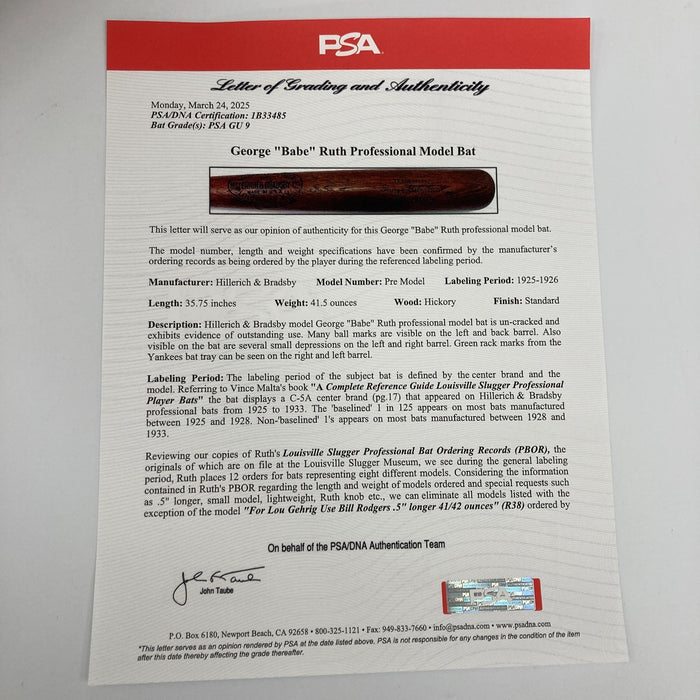 PSA
Letter of Grading and Authenticity
Monday, March 24, 2025
PSA/DNA Certification: 1B33485
Bat Grade(s): PSA GU 9
George "Babe" Ruth Professional Model Bat
This letter will serve as our opinion of authenticity for this George "Babe" Ruth professional model bat.
The model number, length and weight specifications have been confirmed by the manufacturer's
ordering records as being ordered by the player during the referenced labeling period.
Manufacturer: Hillerich & Bradsby Model Number: Pre Model Labeling Period: 1925-1926
Length: 35.75 inches Weight: 41.5 ounces Wood: Hickory Finish: Standard
Description: Hillerich & Bradsby model George "Babe" Ruth professional model bat is un-cracked and
exhibits evidence of outstanding use. Many ball marks are visible on the left and back barrel. Also
visible on the bat are several small depressions on the left and right barrel. Green rack marks from the
Yankees bat tray can be seen on the right and left barrel.
Labeling Period: The labeling period of the subject bat is defined by the center brand and the
model. Referring to Vince Malta's book "A Complete Reference Guide Louisville Slugger Professional
Player Bats" the bat displays a C-5A center brand (pg.17) that appeared on Hillerich & Bradsby
professional bats from 1925 to 1933. The 'baselined' 1 in 125 appears on most bats manufactured
between 1925 and 1928. Non-'baselined' 1's appears on most bats manufactured between 1928 and
1933.
Reviewing our copies of Ruth's Louisville Slugger Professional Bat Ordering Records (PBOR), the
originals of which are on file at the Louisville Slugger Museum, we see during the general labeling
period, Ruth places 12 orders for bats representing eight different models. Considering the information
contained in Ruth's PBOR regarding the length and weight of models ordered and special requests such
as .5" longer, small model, lightweight, Ruth knob etc., we can eliminate all models listed with the
exception of the model "For Lou Gehrig Use Bill Rodgers .5" longer 41/42 ounces" (R38) ordered by
On behalf of the PSA/DNA Authentication Team
John Taube
PSA
P.O. Box 6180, Newport Beach, CA 92658 • 800-325-1121 • Fax: 949-833-7660 • info@psadna.com • www.psadna.com
*This letter serves as an opinion rendered by PSA at the date listed above. PSA is not responsible for any changes in the condition of the item
after this date thereby affecting the grade thereafter.